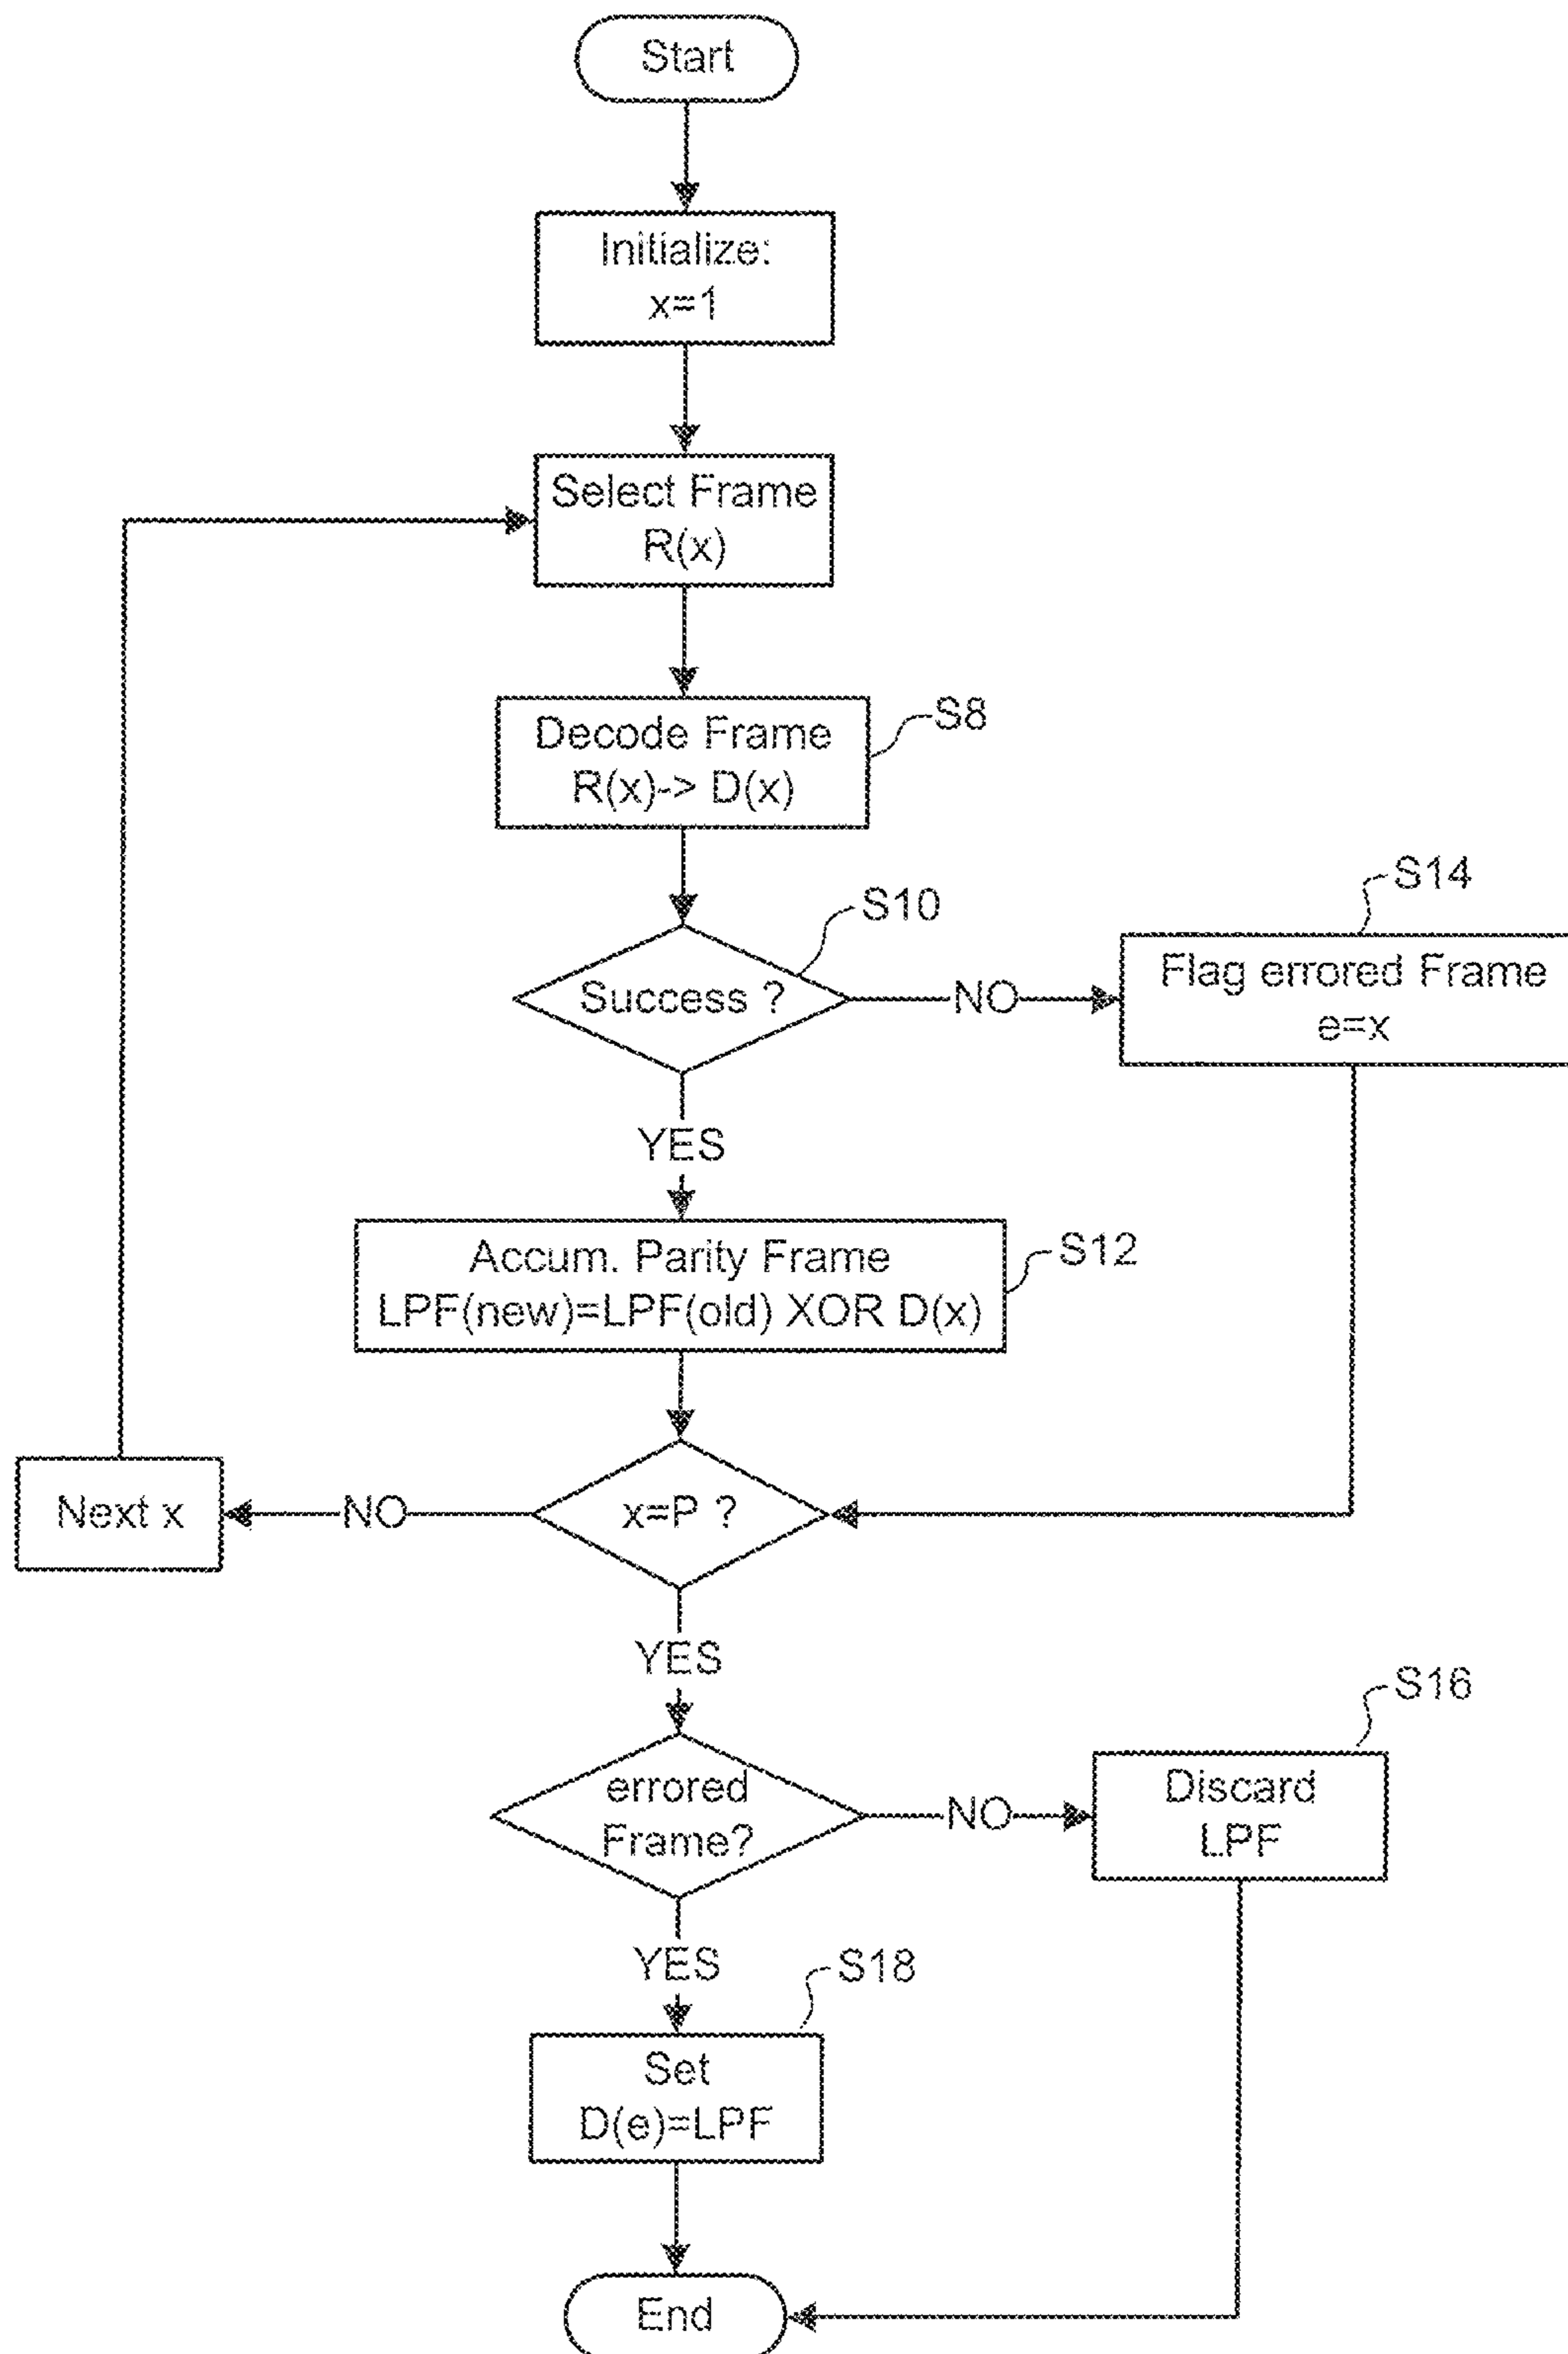 Start
Initialize:
x=1
Select Frame
R(x)
Decode Frame
R(x)-> D(x)
S8
S10
Success ?
NO
S14
Flag errored Frame
e=x
YES
Accum. Parity Frame
LPF(new)=LPF(old) XOR D(x)
S12
Next x
NO
x=P ?
YES
errored
Frame?
NO
S16
Discard
LPF
YES
S18
Set
D(e)=LPF
End